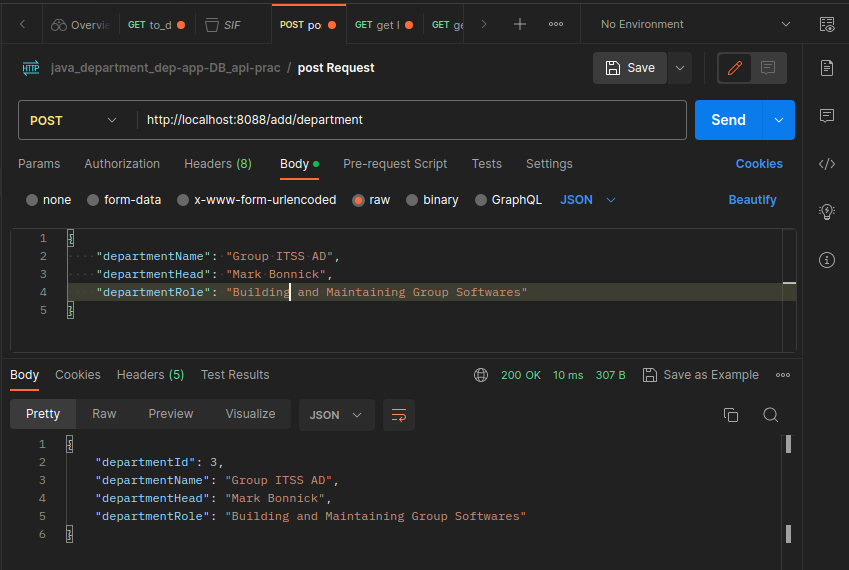 Overvi
GET to_d
SIF
POST po
GET get l
GET ge
No Environment
HTTP
java_department_dep-app-DB_api-prac / post Request
Save
POST
http://localhost:8088/add/department
Send
Params
Authorization
Headers (8)
Body
Pre-request Script
Tests
Settings
Cookies
none
form-data
x-www-form-urlencoded
raw
binary
GraphQL
JSON
Beautify
1 {
2 "departmentName": "Group ITSS AD",
3 "departmentHead": "Mark Bonnick",
4 "departmentRole": "Building and Maintaining Group Softwares"
5 }
Body
Cookies
Headers (5)
Test Results
200 OK
10 ms
307 B
Save as Example
Pretty
Raw
Preview
Visualize
JSON
1 {
2 "departmentId": 3,
3 "departmentName": "Group ITSS AD",
4 "departmentHead": "Mark Bonnick",
5 "departmentRole": "Building and Maintaining Group Softwares"
6 }